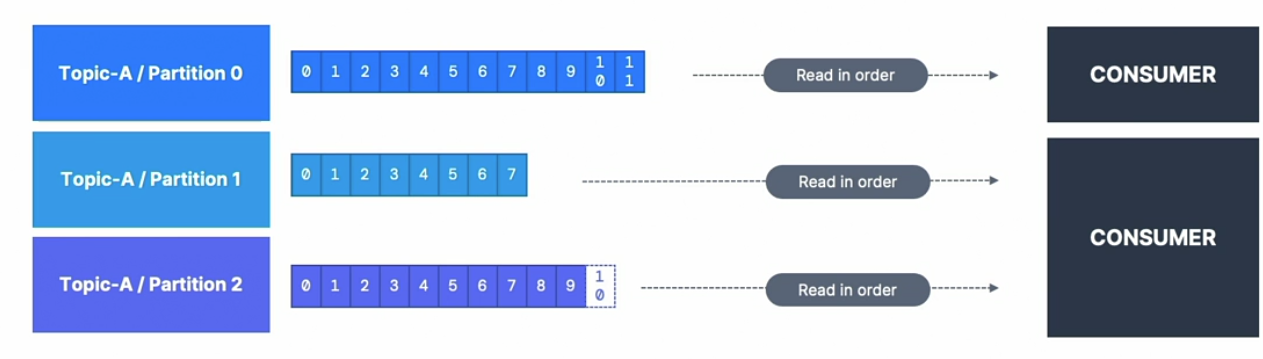 Topic-A / Partition 0
0 1 2 3 4 5 6 7 8 9 10 11
Read in order
CONSUMER
Topic-A / Partition 1
0 1 2 3 4 5 6 7
Read in order
Topic-A / Partition 2
0 1 2 3 4 5 6 7 8 9 10
Read in order
CONSUMER